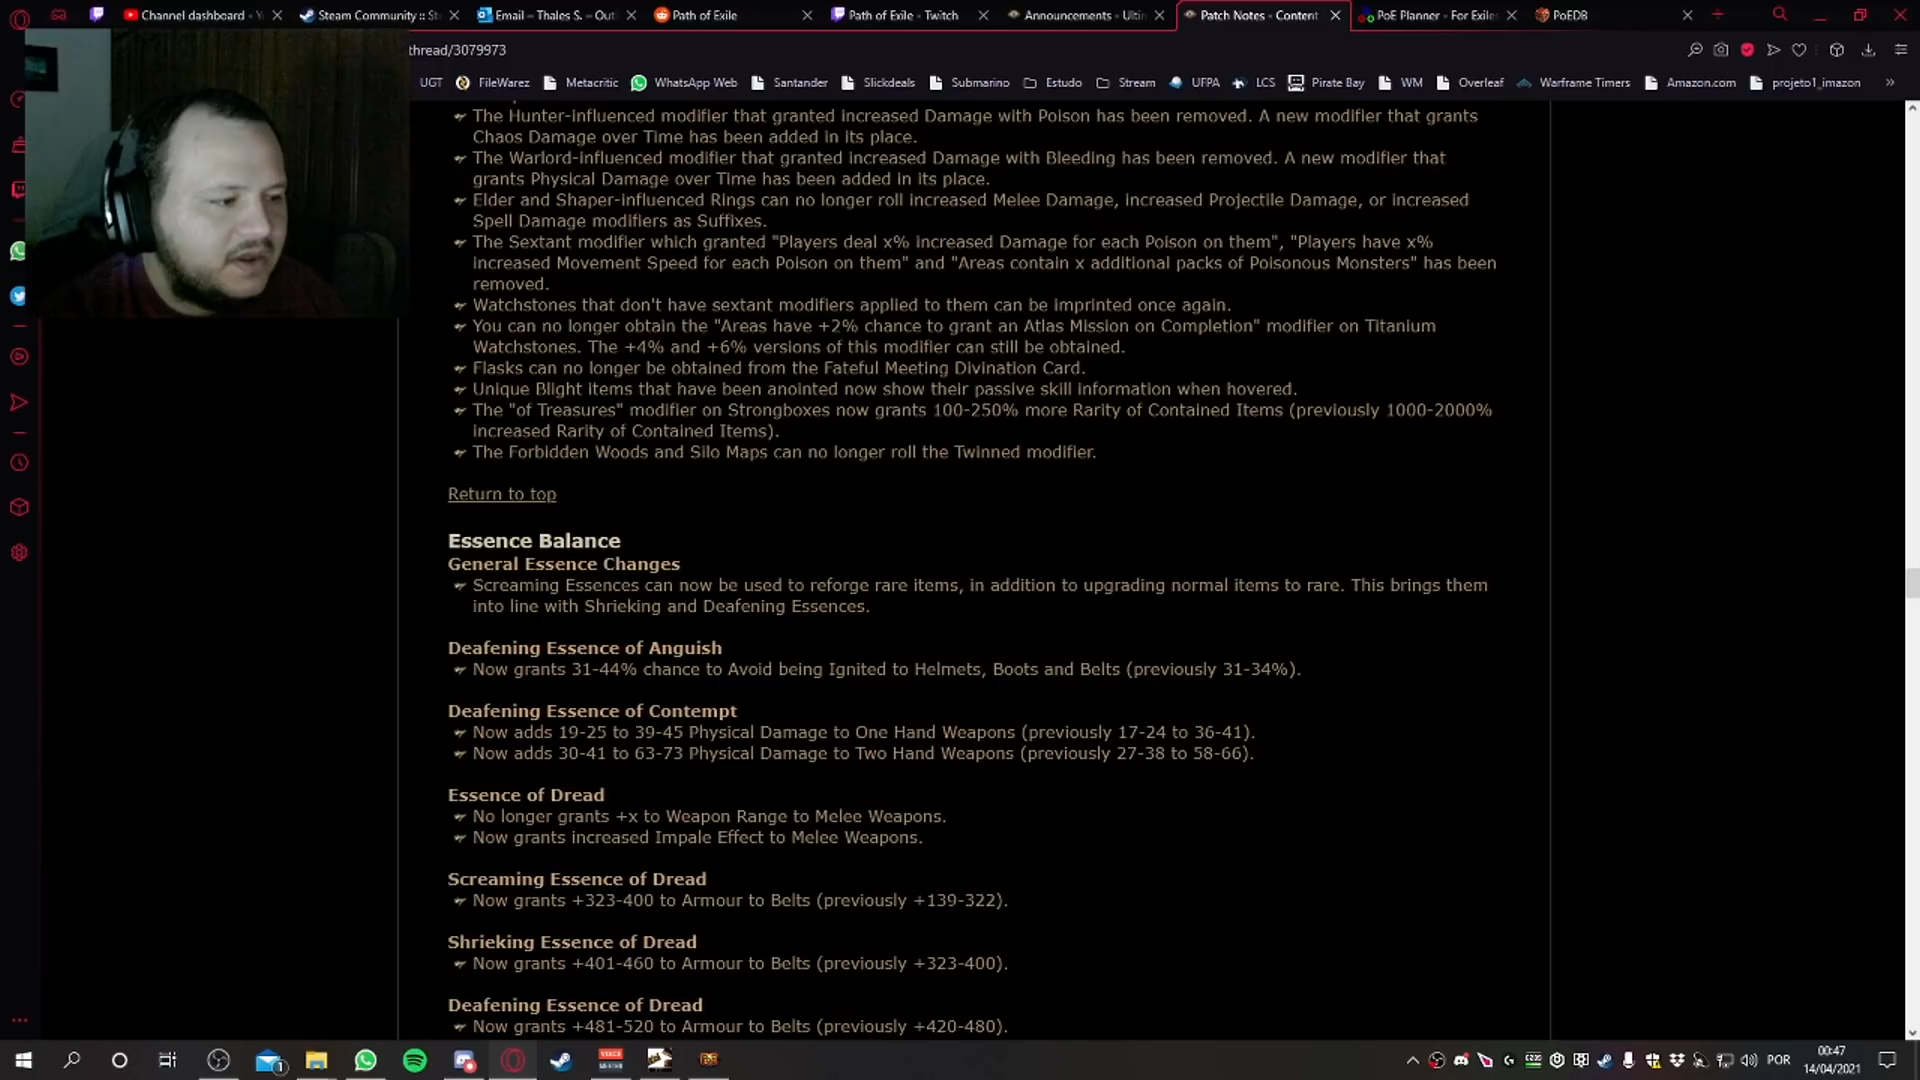 Channel dashboard - Y
Steam Community :: St
Email – Thales S. – Out
Path of Exile
Path of Exile - Twitch
Announcements - Ultim
Patch Notes - Content
PoE Planner - For Exile
PoEDB
thread/3079973
UGT
FileWarez
Metacritic
WhatsApp Web
Santander
Slickdeals
Submarino
Estudo
Stream
UFPA
LCS
Pirate Bay
WM
Overleaf
Warframe Timers
Amazon.com
projeto1_imazon
»
The Hunter-influenced modifier that granted increased Damage with Poison has been removed. A new modifier that grants
Chaos Damage over Time has been added in its place.
The Warlord-influenced modifier that granted increased Damage with Bleeding has been removed. A new modifier that
grants Physical Damage over Time has been added in its place.
Elder and Shaper-influenced Rings can no longer roll increased Melee Damage, increased Projectile Damage, or increased
Spell Damage modifiers as Suffixes.
The Sextant modifier which granted "Players deal x% increased Damage for each Poison on them", "Players have x%
increased Movement Speed for each Poison on them" and "Areas contain x additional packs of Poisonous Monsters" has been
removed.
Watchstones that don't have sextant modifiers applied to them can be imprinted once again.
You can no longer obtain the "Areas have +2% chance to grant an Atlas Mission on Completion" modifier on Titanium
Watchstones. The +4% and +6% versions of this modifier can still be obtained.
Flasks can no longer be obtained from the Fateful Meeting Divination Card.
Unique Blight items that have been anointed now show their passive skill information when hovered.
The "of Treasures" modifier on Strongboxes now grants 100-250% more Rarity of Contained Items (previously 1000-2000%
increased Rarity of Contained Items).
The Forbidden Woods and Silo Maps can no longer roll the Twinned modifier.
Return to top
Essence Balance
General Essence Changes
Screaming Essences can now be used to reforge rare items, in addition to upgrading normal items to rare. This brings them
into line with Shrieking and Deafening Essences.
Deafening Essence of Anguish
Now grants 31-44% chance to Avoid being Ignited to Helmets, Boots and Belts (previously 31-34%).
Deafening Essence of Contempt
Now adds 19-25 to 39-45 Physical Damage to One Hand Weapons (previously 17-24 to 36-41).
Now adds 30-41 to 63-73 Physical Damage to Two Hand Weapons (previously 27-38 to 58-66).
Essence of Dread
No longer grants +x to Weapon Range to Melee Weapons.
Now grants increased Impale Effect to Melee Weapons.
Screaming Essence of Dread
Now grants +323-400 to Armour to Belts (previously +139-322).
Shrieking Essence of Dread
Now grants +401-460 to Armour to Belts (previously +323-400).
Deafening Essence of Dread
Now grants +481-520 to Armour to Belts (previously +420-480).
POR
00:47
14/04/2021